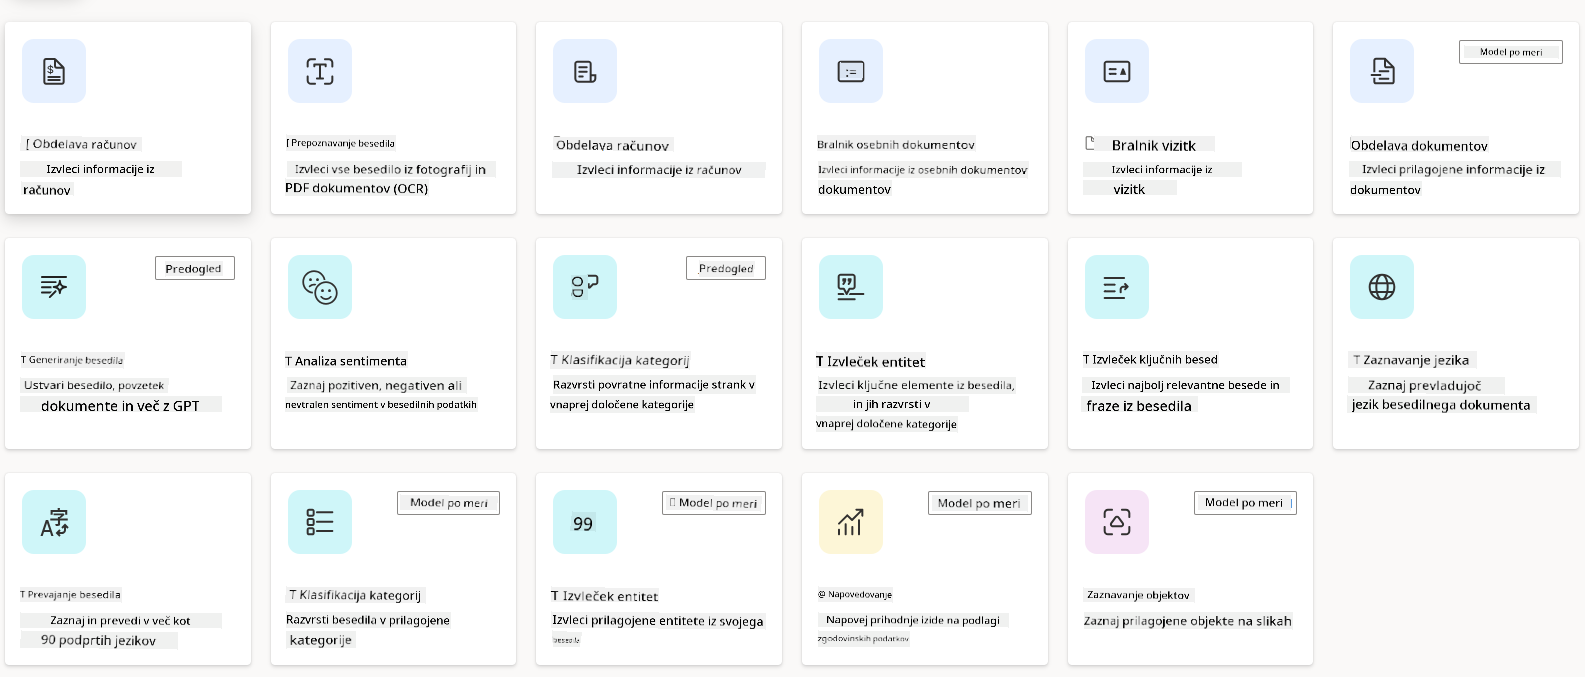 [ Obdelava računov
Izvleci informacije iz
računov
[ Prepoznavanje besedila
Izvleci vse besedilo iz fotografij in
PDF dokumentov (OCR)
Obdelava računov
Izvleci informacije iz računov
Bralnik osebnih dokumentov
Izvleci informacije iz osebnih dokumentov
dokumentov
Bralnik vizitk
Izvleci informacije iz
vizitk
Model po meri
Obdelava dokumentov
Izvleci prilagojene informacije iz
dokumentov
Predogled
T Generiranje besedila
Ustvari besedilo, povzetek
dokumente in več z GPT
T Analiza sentimenta
Zaznaj pozitiven, negativen ali
nevtralen sentiment v besedilnih podatkih
Predogled
T Klasifikacija kategorij
Razvrsti povratne informacije strank v
vnaprej določene kategorije
T Izvleček entitet
Izvleci ključne elemente iz besedila,
in jih razvrsti v
vnaprej določene kategorije
T Izvleček ključnih besed
Izvleci najbolj relevantne besede in
fraze iz besedila
T Zaznavanje jezika
Zaznaj prevladujoč
jezik besedilnega dokumenta
T Prevajanje besedila
Zaznaj in prevedi v več kot
90 podprtih jezikov
Model po meri
T Klasifikacija kategorij
Razvrsti besedila v prilagojene
kategorije
Model po meri
99
T Izvleček entitet
Izvleci prilagojene entitete iz svojega
besedila
Model po meri
@ Napovedovanje
Napovej prihodnje izide na podlagi
zgodovinskih podatkov
Model po meri
Zaznavanje objektov
Zaznaj prilagojene objekte na slikah